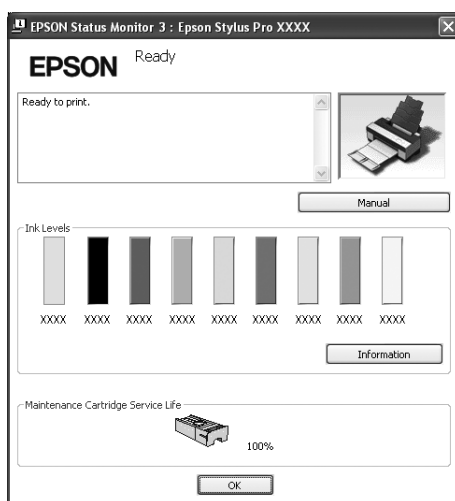 EPSON Status Monitor 3 : Epson Stylus Pro XXXX
EPSON
Ready
Ready to print.
Manual
Ink Levels
XXXX XXXX XXXX XXXX XXXX XXXX XXXX XXXX XXXX
Information
Maintenance Cartridge Service Life
100%
OK